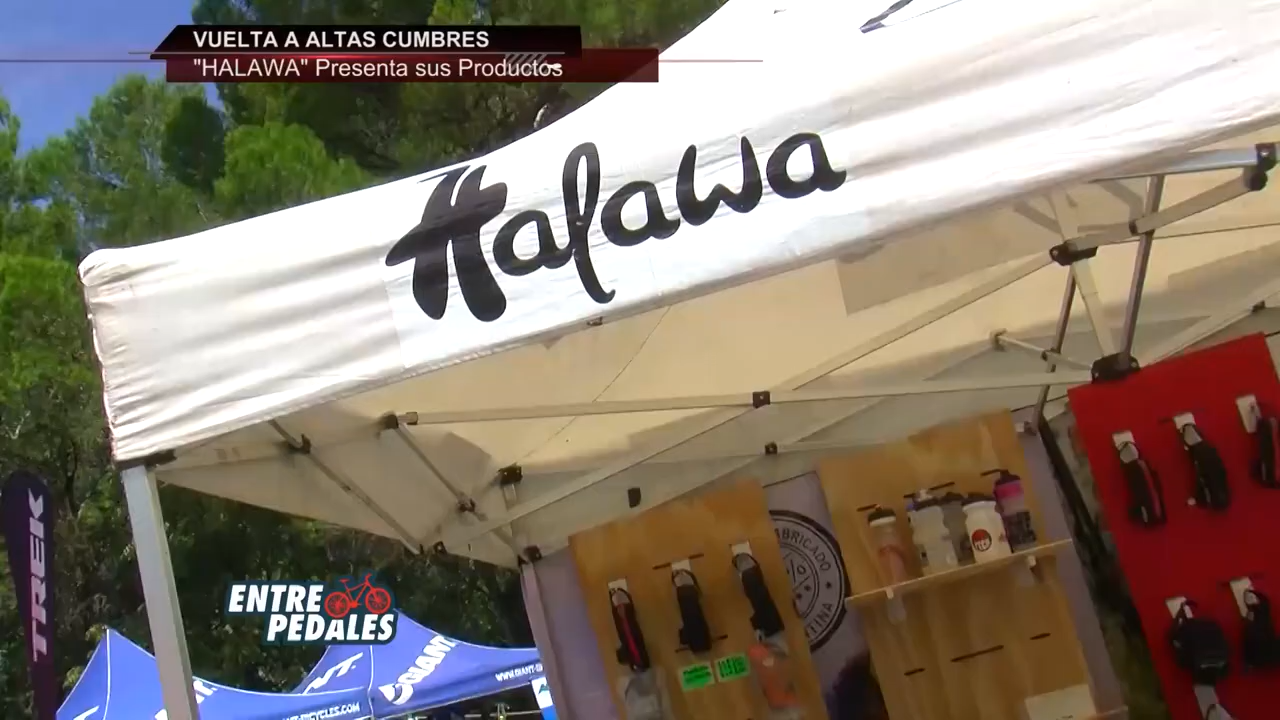 VUELTA A ALTAS CUMBRES
"HALAWA" Presenta sus Productos
Halawa
TREK
ENTRE
PEDALES
GIANT